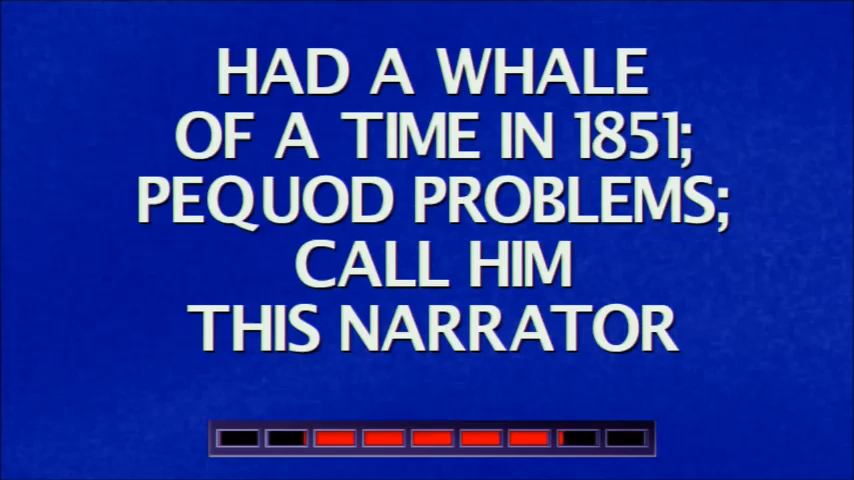 HAD A WHALE
OF A TIME IN 1851;
PEQUOD PROBLEMS;
CALL HIM
THIS NARRATOR